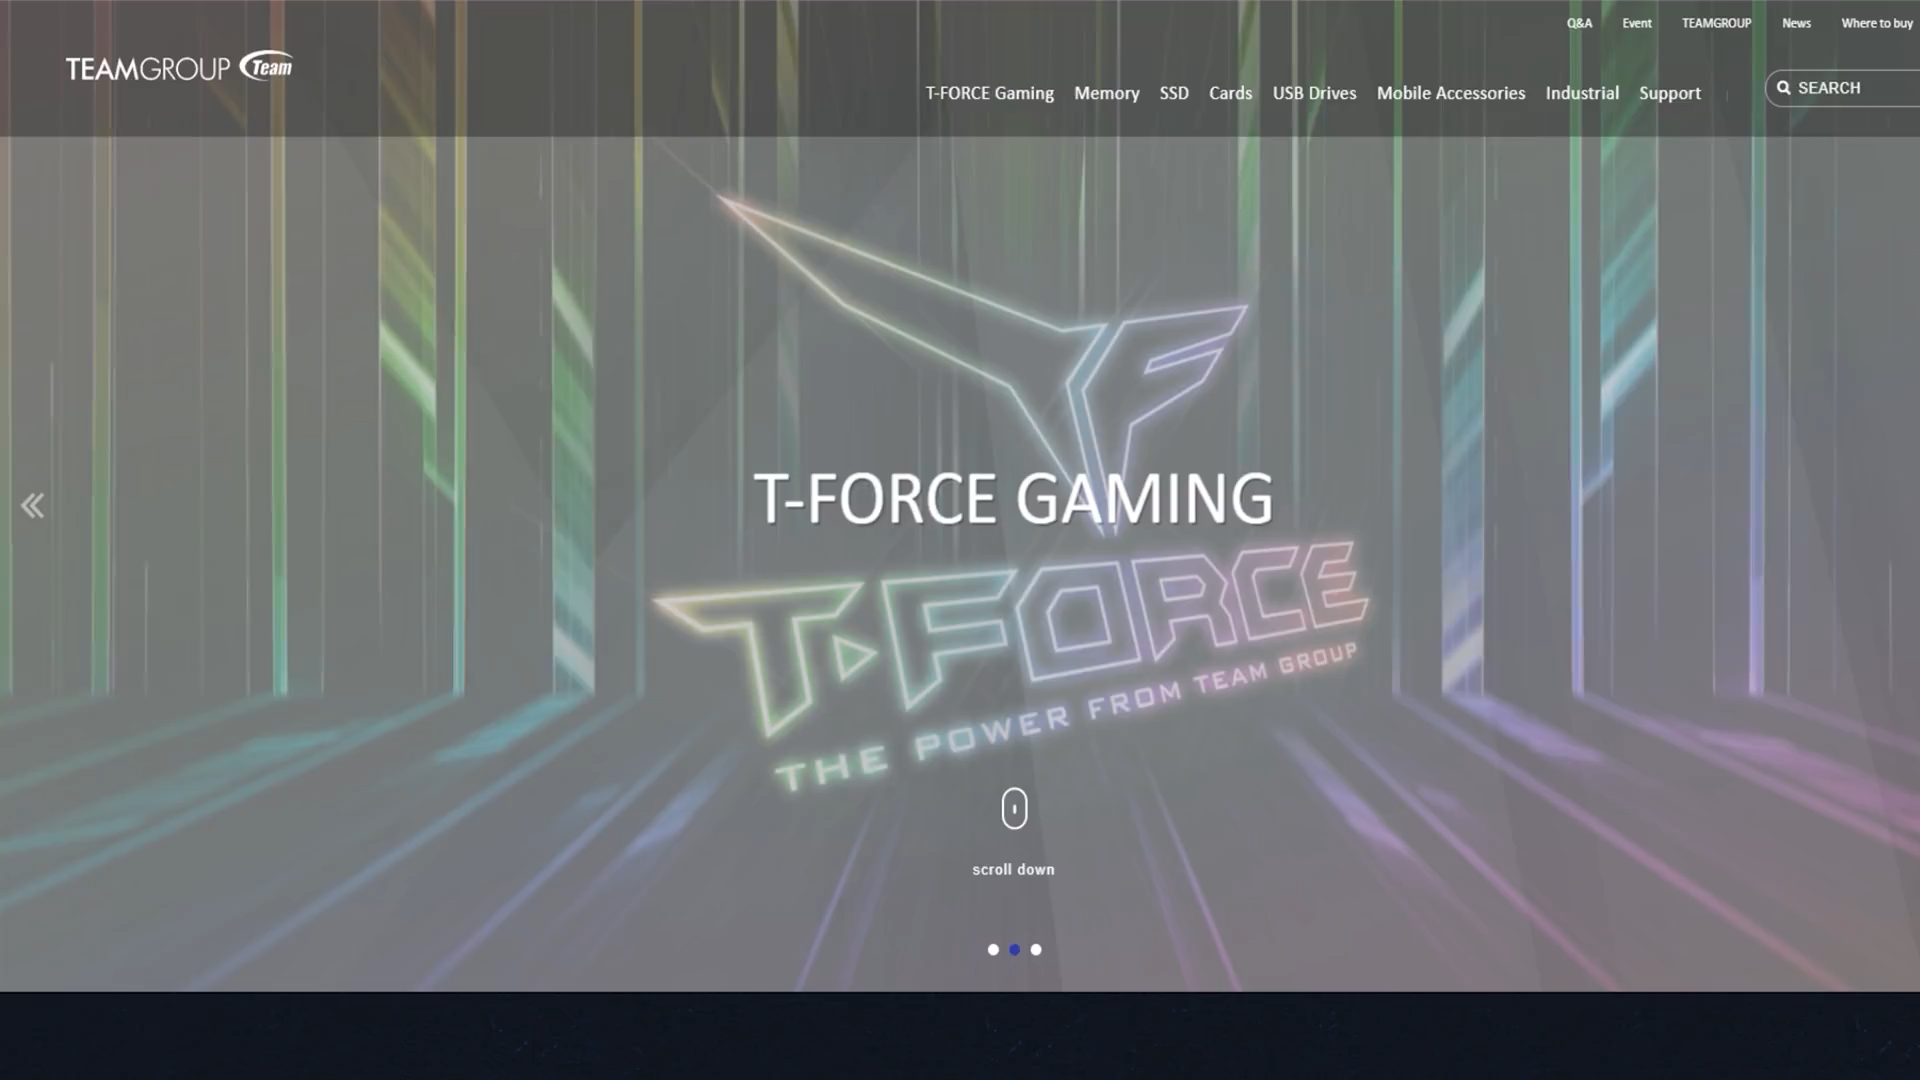 Q&A Event TEAMGROUP News Where to buy
TEAMGROUP Team
T-FORCE Gaming Memory SSD Cards USB Drives Mobile Accessories Industrial Support
SEARCH
TF
T-FORCE GAMING
T-FORCE
THE POWER FROM TEAM GROUP
scroll down